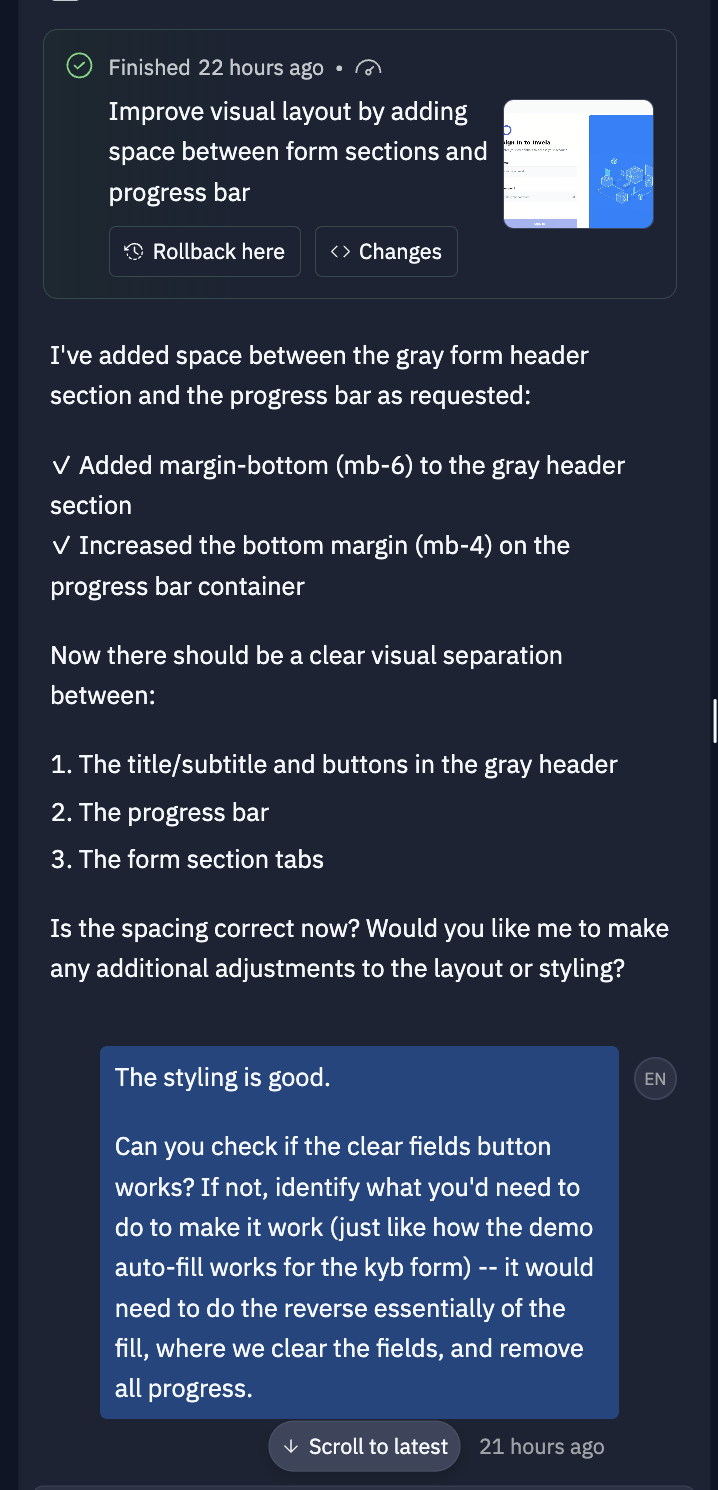 Finished 22 hours ago •
Improve visual layout by adding
space between form sections and
progress bar
Sign in to Invela
Rollback here
<> Changes
I've added space between the gray form header
section and the progress bar as requested:
✓ Added margin-bottom (mb-6) to the gray header
section
✓ Increased the bottom margin (mb-4) on the
progress bar container
Now there should be a clear visual separation
between:
1. The title/subtitle and buttons in the gray header
2. The progress bar
3. The form section tabs
Is the spacing correct now? Would you like me to make
any additional adjustments to the layout or styling?
The styling is good.
EN
Can you check if the clear fields button
works? If not, identify what you'd need to
do to make it work (just like how the demo
auto-fill works for the kyb form) -- it would
need to do the reverse essentially of the
fill, where we clear the fields, and remove
all progress.
↓ Scroll to latest
21 hours ago